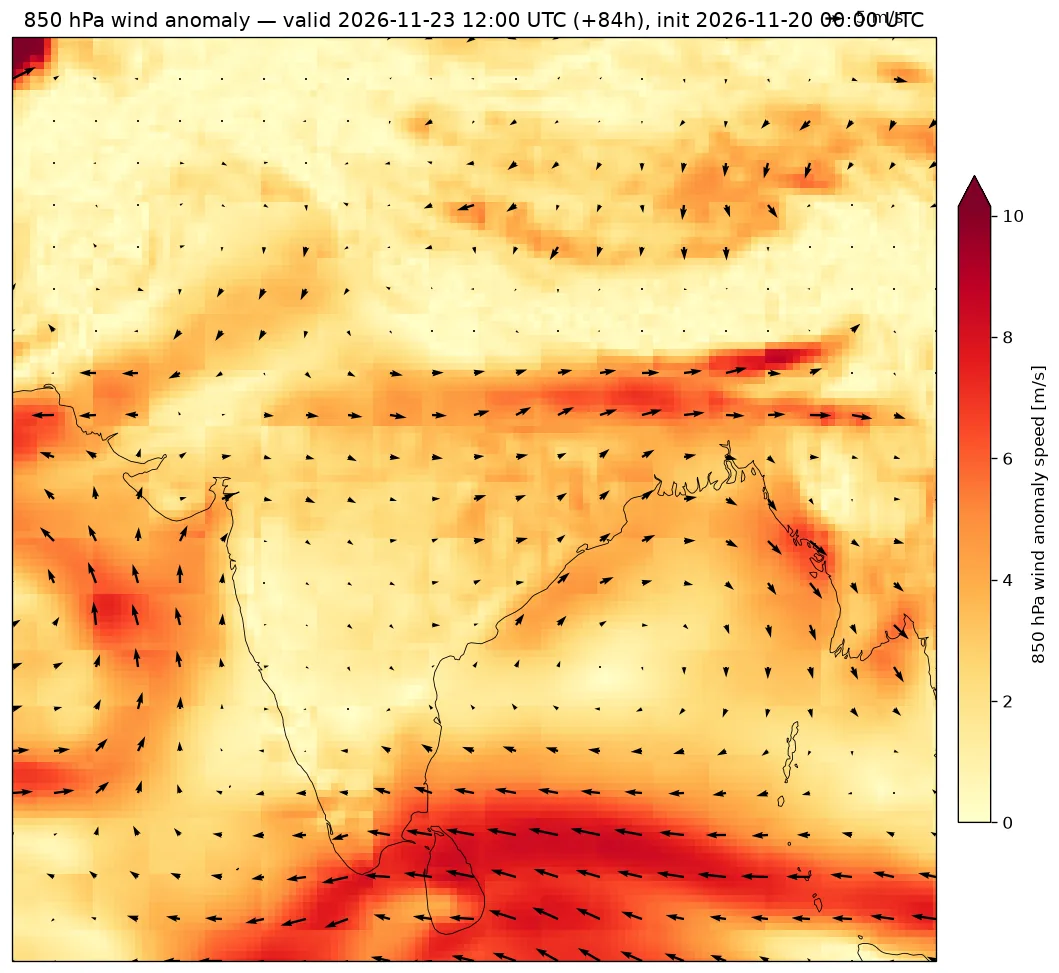 850 hPa wind anomaly — valid 2026-11-23 12:00 UTC (+84h), init 2026-11-20 00:00 UTC
5 m/s
10
8
6
4
2
0
850 hPa wind anomaly speed [m/s]